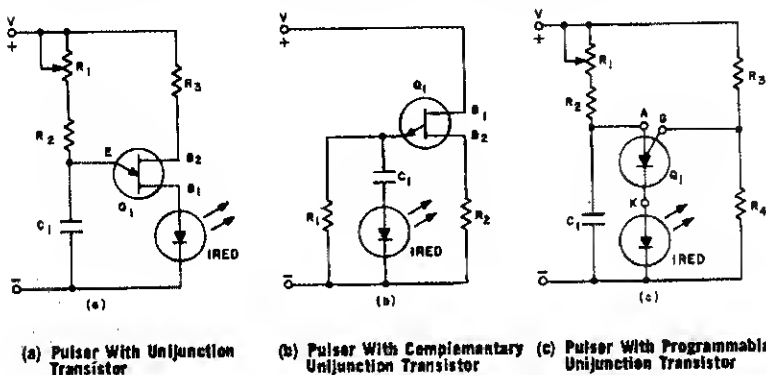 V
+
R1
R2
R3
E
B2
B1
Q1
C1
IRED
−
(a)
V
+
Q1
B1
B2
C1
R1
R2
IRED
−
(b)
(c)
V
+
R1
R2
R3
A
G
Q1
K
C1
R4
IRED
−
(c)
(a) Pulser With Unijunction
Transistor
(b) Pulser With Complementary
Unijunction Transistor
(c) Pulser With Programmabl
Unijunction Transistor